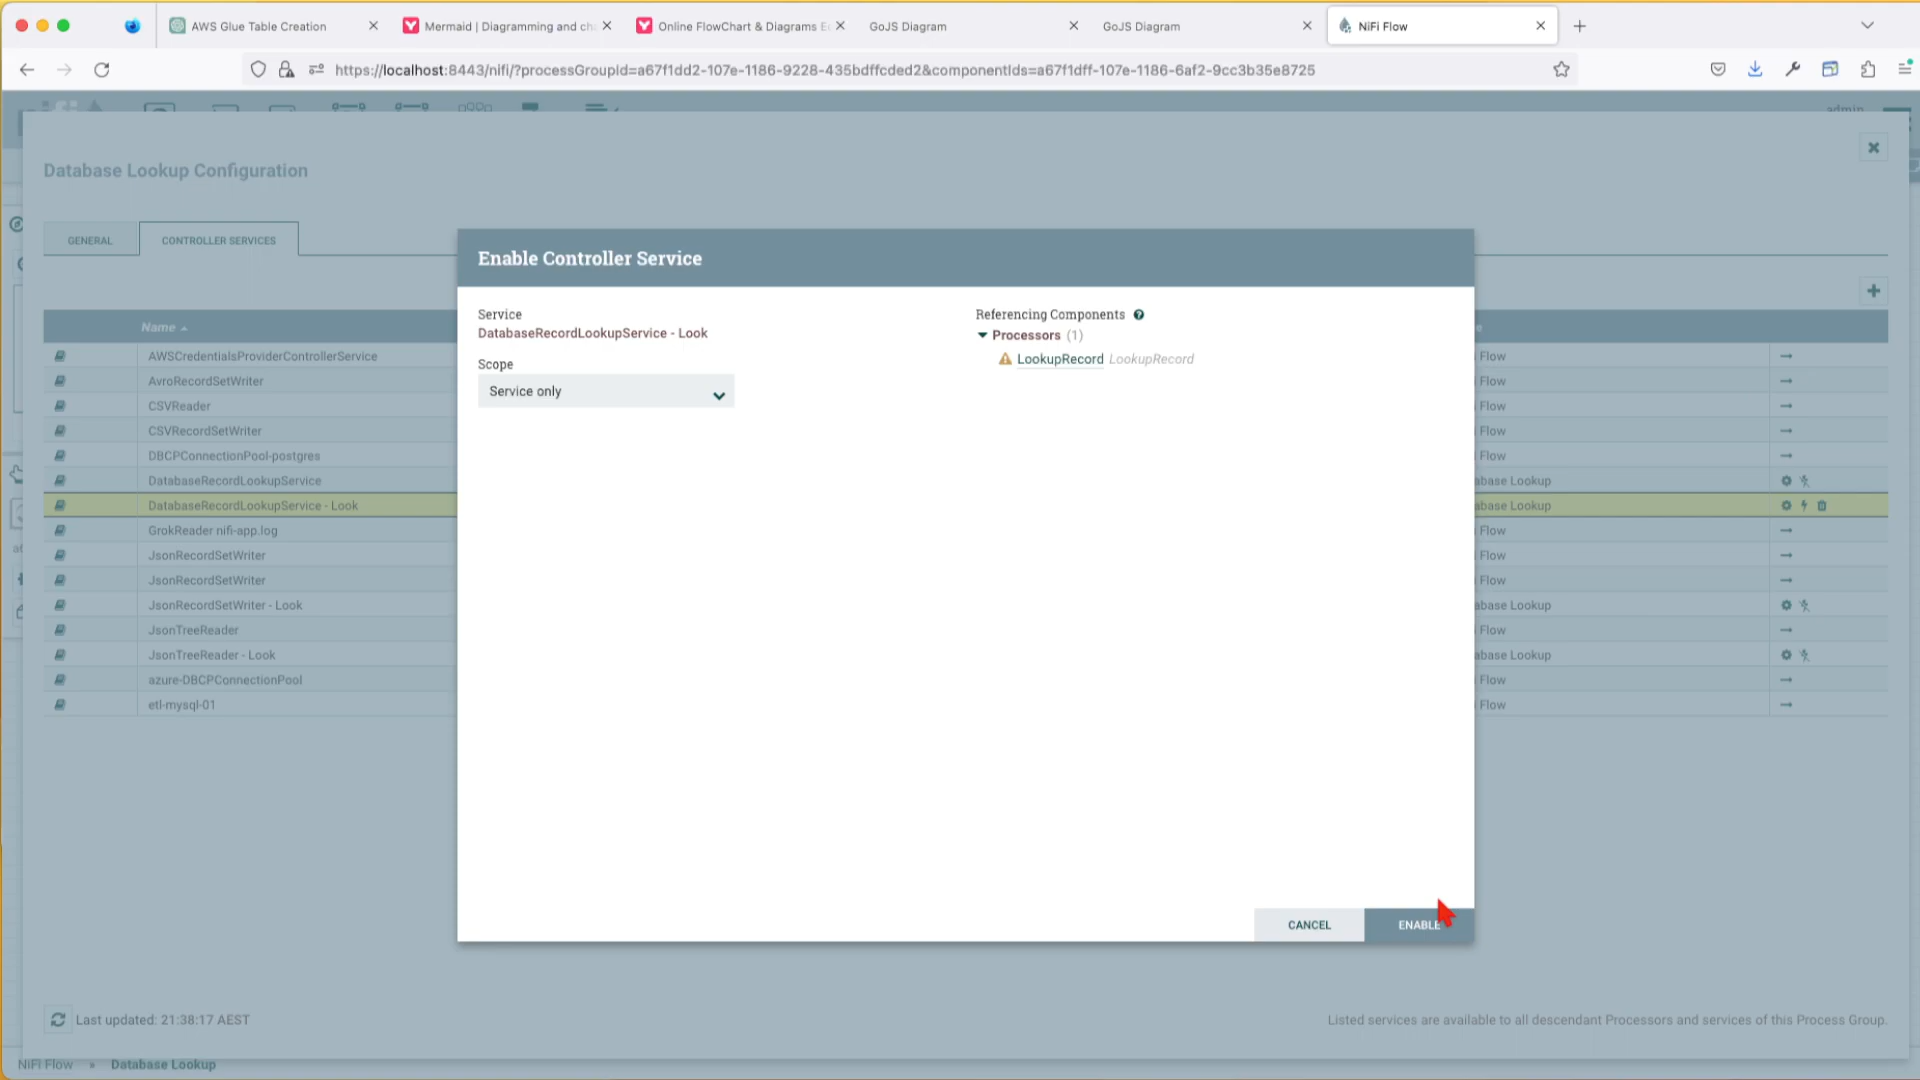 AWS Glue Table Creation
Mermaid | Diagramming and ch
Online FlowChart & Diagrams E
GoJS Diagram
GoJS Diagram
NiFi Flow
https://localhost:8443/nifi/?processGroupId=a67f1dd2-107e-1186-9228-435bdffcded2&componentIds=a67f1dff-107e-1186-6af2-9cc3b35e8725
admin
Database Lookup Configuration
GENERAL
CONTROLLER SERVICES
Enable Controller Service
Service
DatabaseRecordLookupService - Look
Scope
Service only
Referencing Components
Processors (1)
LookupRecord LookupRecord
Name
AWSCredentialsProviderControllerService
Flow
AvroRecordSetWriter
Flow
CSVReader
Flow
CSVRecordSetWriter
Flow
DBCPConnectionPool-postgres
Flow
DatabaseRecordLookupService
abase Lookup
DatabaseRecordLookupService - Look
abase Lookup
GrokReader nifi-app.log
Flow
JsonRecordSetWriter
Flow
JsonRecordSetWriter
Flow
JsonRecordSetWriter - Look
abase Lookup
JsonTreeReader
Flow
JsonTreeReader - Look
abase Lookup
azure-DBCPConnectionPool
Flow
etl-mysql-01
Flow
CANCEL
ENABLE
Last updated: 21:38:17 AEST
Listed services are available to all descendant Processors and services of this Process Group.
NiFi Flow » Database Lookup